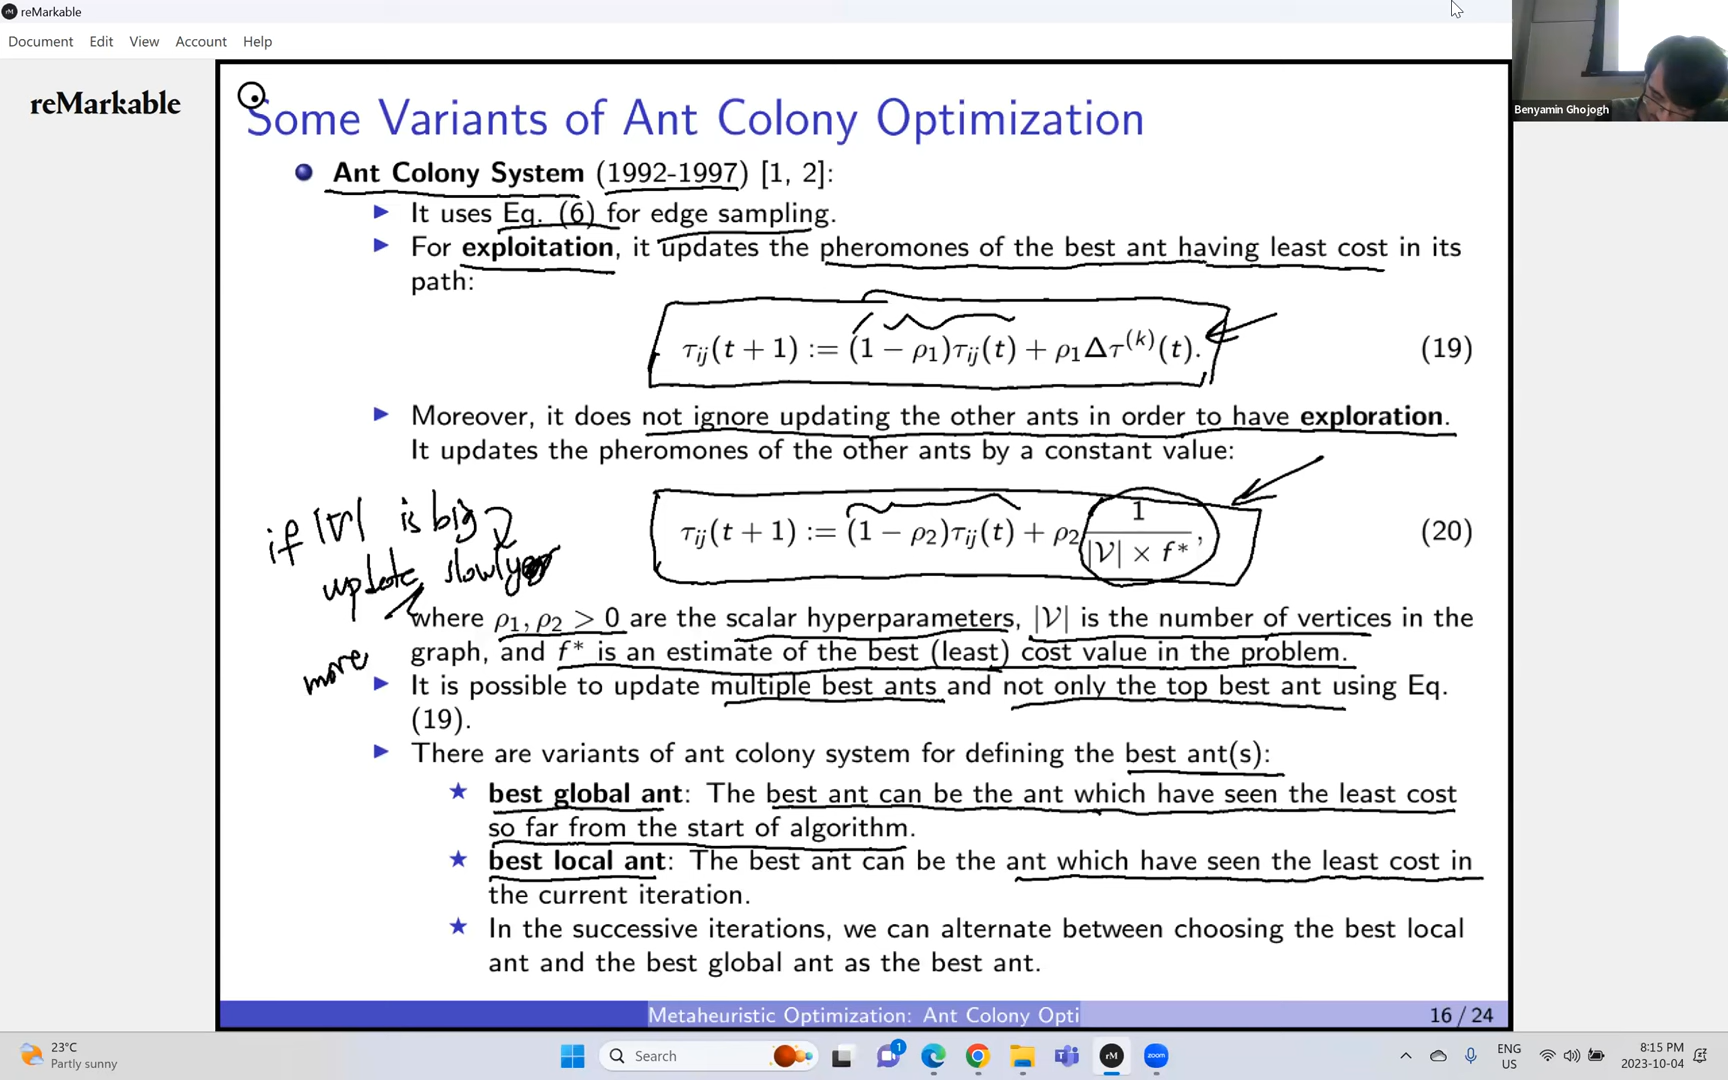 reMarkable
Document Edit View Account Help
reMarkable
Benyamin Ghojogh
Some Variants of Ant Colony Optimization
Ant Colony System (1992-1997) [1, 2]:
It uses Eq. (6) for edge sampling.
For exploitation, it updates the pheromones of the best ant having least cost in its
path:
τij(t + 1) := (1 − ρ1)τij(t) + ρ1Δτ(k)(t). (19)
Moreover, it does not ignore updating the other ants in order to have exploration.
It updates the pheromones of the other ants by a constant value:
τij(t + 1) := (1 − ρ2)τij(t) + ρ2 1 / |V| × f*, (20)
if |V| is big
update slowly
more
where ρ1, ρ2 > 0 are the scalar hyperparameters, |V| is the number of vertices in the
graph, and f* is an estimate of the best (least) cost value in the problem.
It is possible to update multiple best ants and not only the top best ant using Eq.
(19).
There are variants of ant colony system for defining the best ant(s):
best global ant: The best ant can be the ant which have seen the least cost
so far from the start of algorithm.
best local ant: The best ant can be the ant which have seen the least cost in
the current iteration.
In the successive iterations, we can alternate between choosing the best local
ant and the best global ant as the best ant.
Metaheuristic Optimization: Ant Colony Opti 16 / 24
23°C
Partly sunny
Search
1
rM
zoom
ENG
US
8:15 PM
2023-10-04